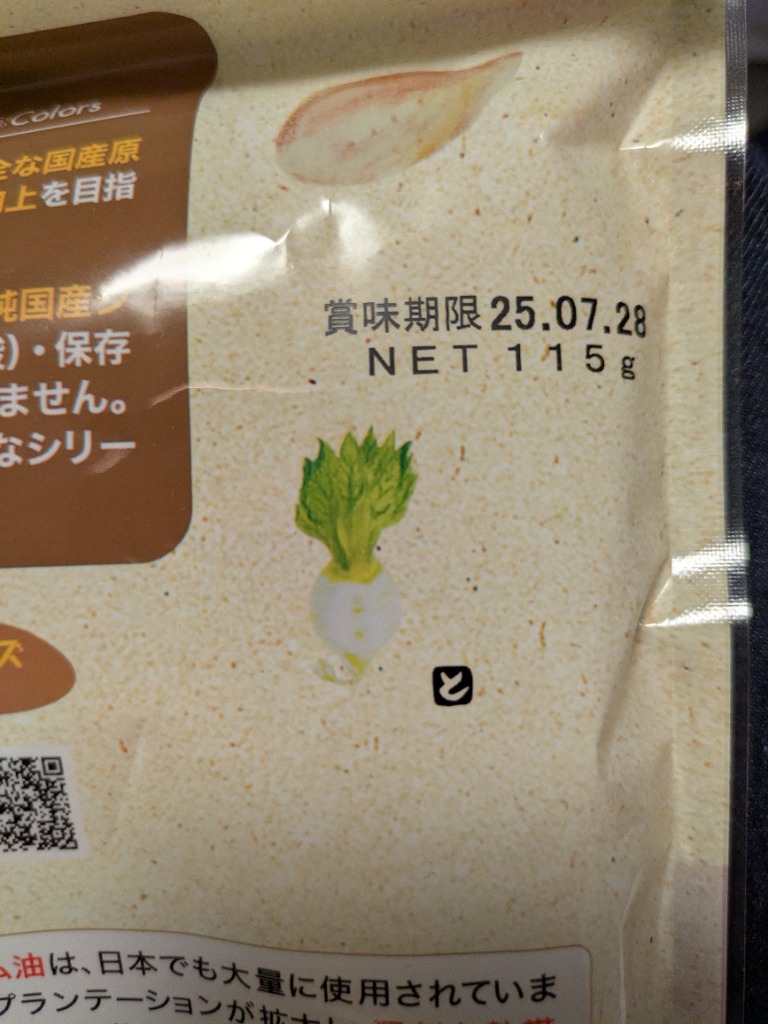 ®Colors
全な国産原
向上を目指
純国産ラ
)・保存
ません。
なシリー
賞味期限 25.07.28
NET 115g
ズ
と
油は、日本でも大量に使用されていま
プランテーションが拡大し